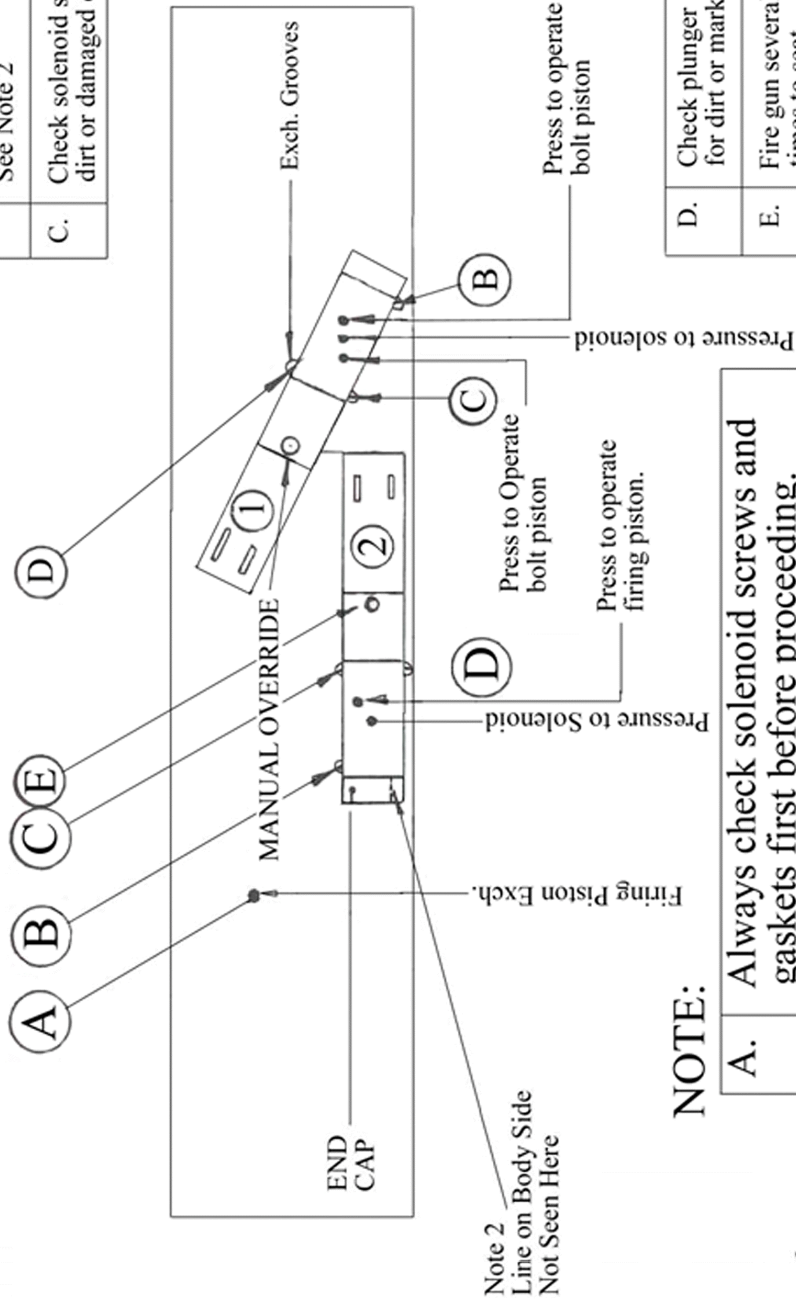 See Note 2
C.
Check solenoid s
dirt or damaged
Exch. Grooves
Press to operate
bolt piston
D.
Check plunger
for dirt or mark
E.
Fire gun severa
times to seat
D
B
C
1
2
Pressure to solenoid
Press to Operate
bolt piston
Press to operate
firing piston.
MANUAL OVERRIDE
D
E
C
B
A
Pressure to Solenoid
Firing Piston Exch.
END
CAP
Note 2
Line on Body Side
Not Seen Here
NOTE:
A.
Always check solenoid screws and
gaskets first before proceeding.